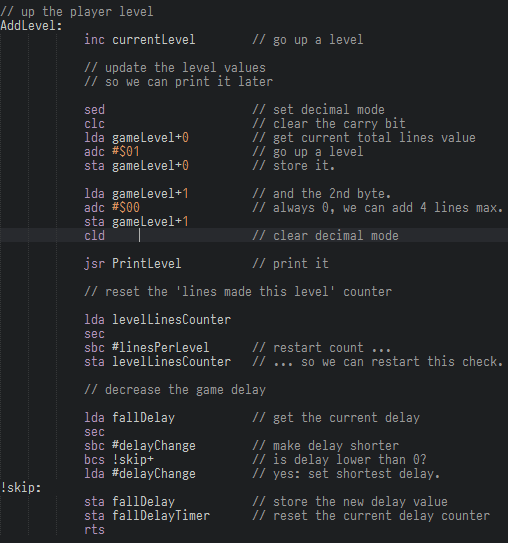 // up the player level
AddLevel:
            inc currentLevel        // go up a level

            // update the level values
            // so we can print it later

            sed                     // set decimal mode
            clc                     // clear the carry bit
            lda gameLevel+0         // get current total lines value
            adc #$01                // go up a level
            sta gameLevel+0         // store it.

            lda gameLevel+1         // and the 2nd byte.
            adc #$00                // always 0, we can add 4 lines max.
            sta gameLevel+1
            cld                     // clear decimal mode

            jsr PrintLevel          // print it

            // reset the 'lines made this level' counter

            lda levelLinesCounter
            sec
            sbc #linesPerLevel      // restart count ...
            sta levelLinesCounter   // ... so we can restart this check.

            // decrease the game delay

            lda fallDelay           // get the current delay
            sec
            sbc #delayChange        // make delay shorter
            bcs !skip+              // is delay lower than 0?
            lda #delayChange        // yes: set shortest delay.
!skip:
            sta fallDelay           // store the new delay value
            sta fallDelayTimer      // reset the current delay counter
            rts